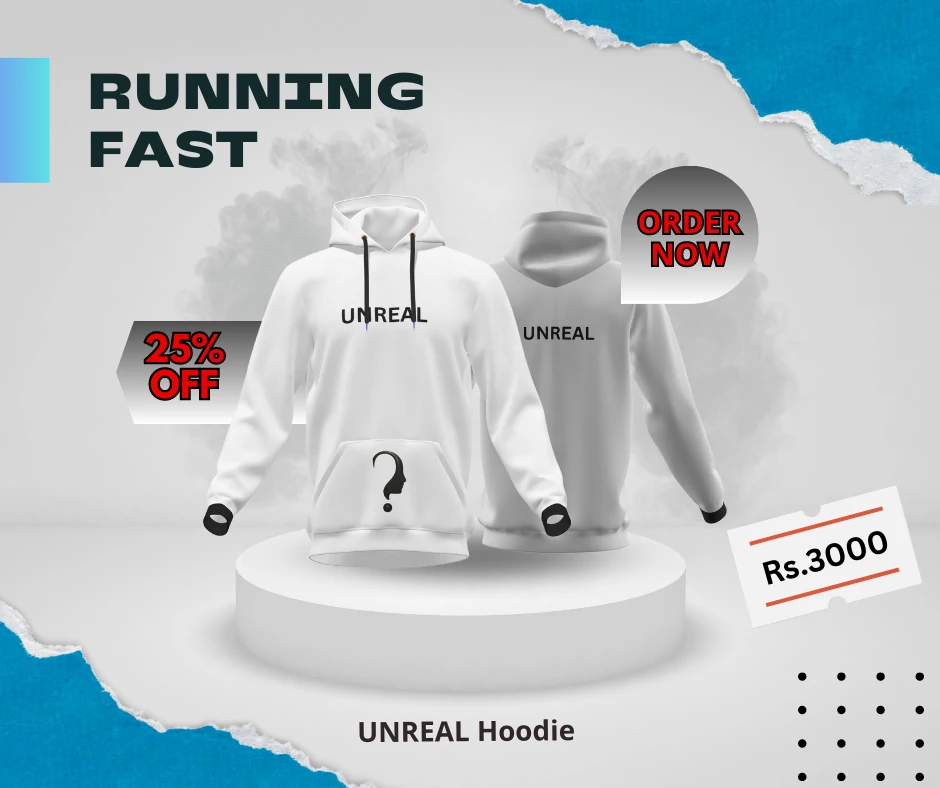 RUNNING
FAST
ORDER
NOW
UNREAL
UNREAL
25%
OFF
?
Rs.3000
UNREAL Hoodie